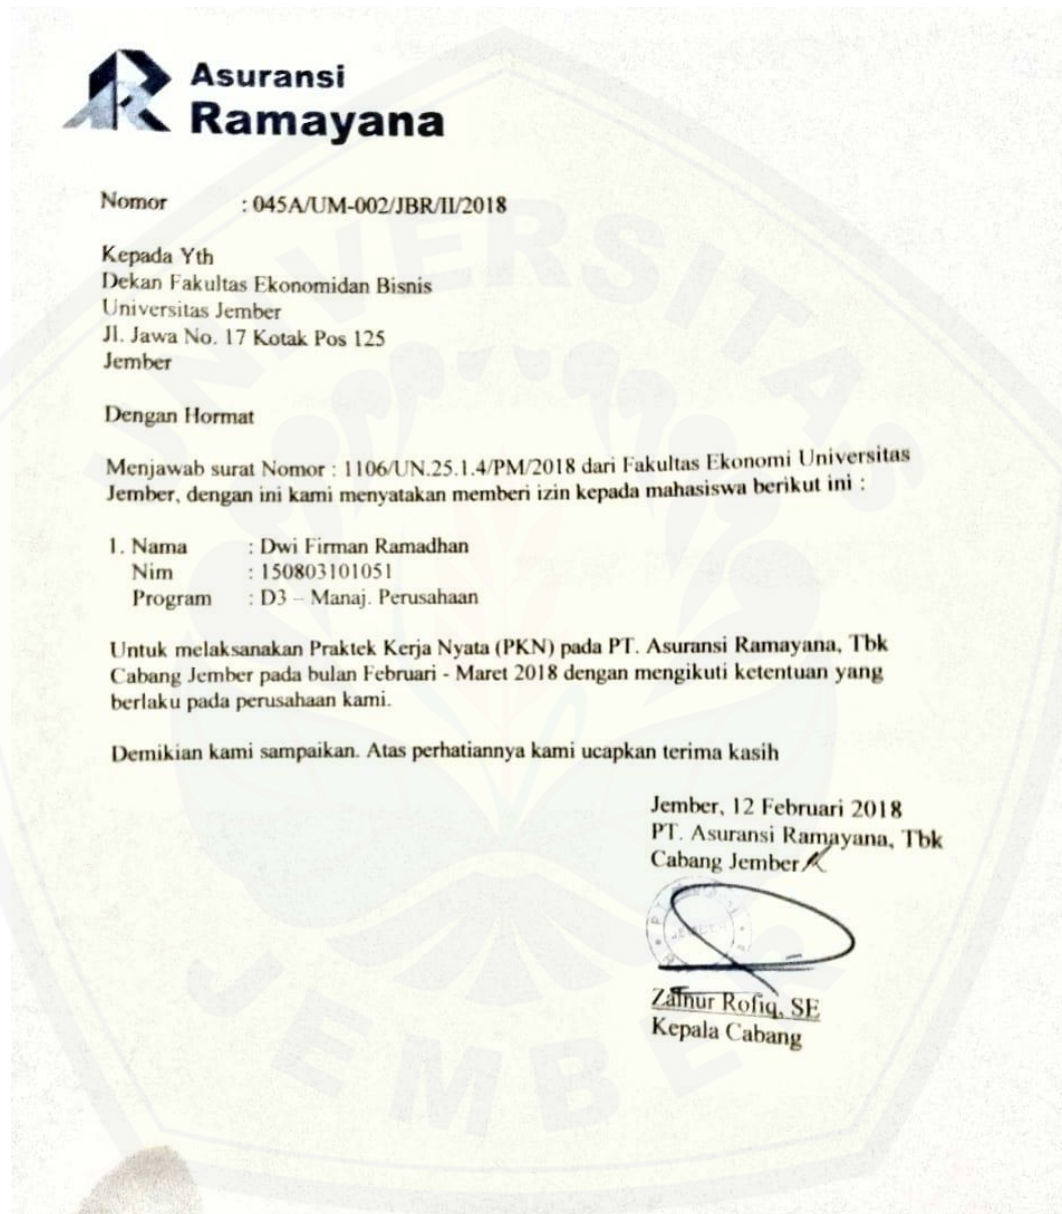 Asuransi
Ramayana
Nomor : 045A/UM-002/JBR/II/2018
Kepada Yth
Dekan Fakultas Ekonomidan Bisnis
Universitas Jember
Jl. Jawa No. 17 Kotak Pos 125
Jember
Dengan Hormat
Menjawab surat Nomor : 1106/UN.25.1.4/PM/2018 dari Fakultas Ekonomi Universitas
Jember, dengan ini kami menyatakan memberi izin kepada mahasiswa berikut ini :
1. Nama : Dwi Firman Ramadhan
Nim : 150803101051
Program : D3 – Manaj. Perusahaan
Untuk melaksanakan Praktek Kerja Nyata (PKN) pada PT. Asuransi Ramayana, Tbk
Cabang Jember pada bulan Februari - Maret 2018 dengan mengikuti ketentuan yang
berlaku pada perusahaan kami.
Demikian kami sampaikan. Atas perhatiannya kami ucapkan terima kasih
Jember, 12 Februari 2018
PT. Asuransi Ramayana, Tbk
Cabang Jember
JEMBER
Zainur Rofiq, SE
Kepala Cabang
UNIVERSITAS
JEMBER